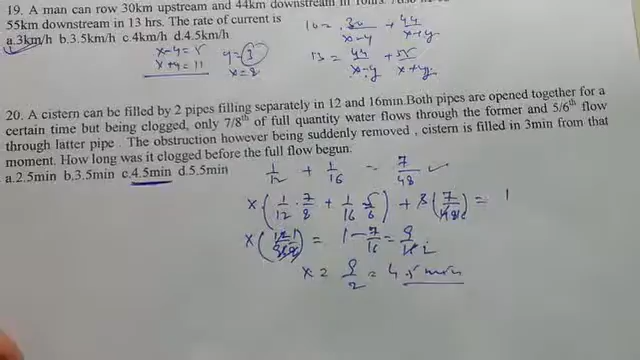 19. A man can row 30km upstream and 44km downstream in 10hrs. Also he
55km downstream in 13 hrs. The rate of current is
a.3km/h b.3.5km/h c.4km/h d.4.5km/h
10 = 30/x-y + 44/x+y
13 = 44/x-y + 55/x+y
x-y = 5
x+y = 11
y = 3
x = 8
20. A cistern can be filled by 2 pipes filling separately in 12 and 16min.Both pipes are opened together for a
certain time but being clogged, only 7/8th of full quantity water flows through the former and 5/6th flow
through latter pipe . The obstruction however being suddenly removed , cistern is filled in 3min from that
moment. How long was it clogged before the full flow begun.
a.2.5min b.3.5min c.4.5min d.5.5min
1/12 + 1/16 = 7/48
x(1/12 . 7/8 + 1/16 5/6) + 3(7/48) = 1
x( ) = 1 - 7/16 = 9/16
x = 9/2 = 4.5 min